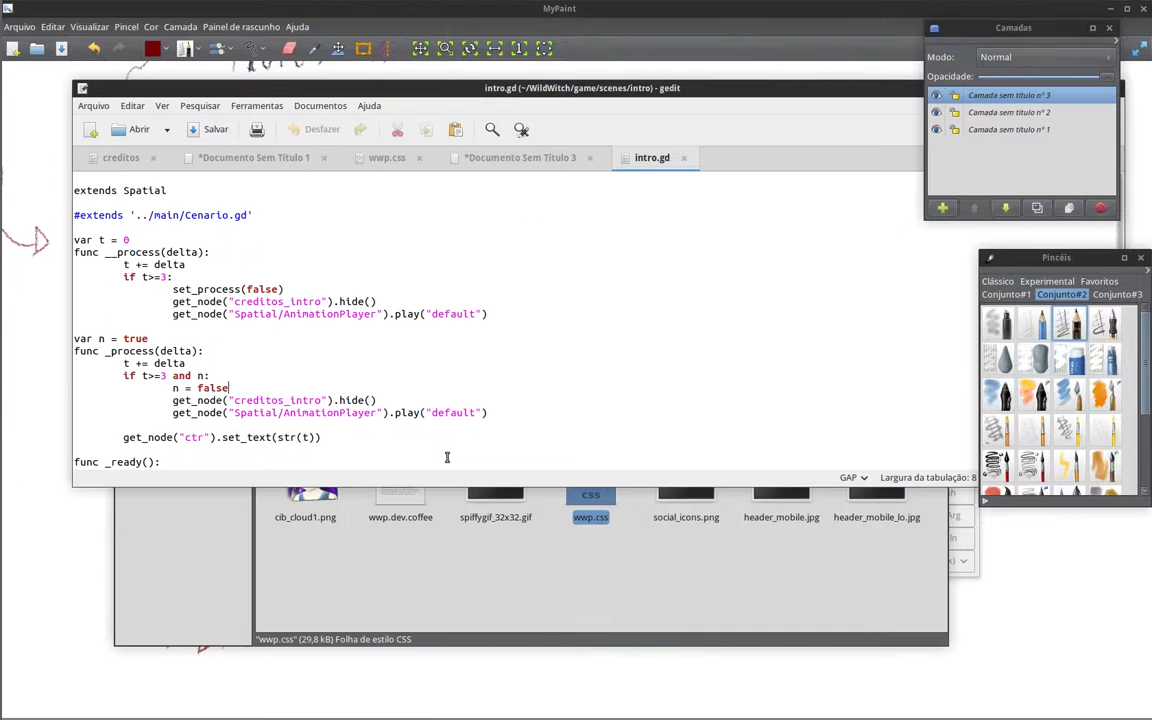 MyPaint
Arquivo Editar Visualizar Pincel Cor Camada Painel de rascunho Ajuda
Camadas
Modo: Normal
Opacidade:
Camada sem título nº 3
Camada sem título nº 2
Camada sem título nº 1
intro.gd (~/WildWitch/game/scenes/intro) - gedit
Arquivo Editar Ver Pesquisar Ferramentas Documentos Ajuda
Abrir Salvar Desfazer
creditos *Documento Sem Título 1 wwp.css *Documento Sem Título 3 intro.gd
extends Spatial
#extends '../main/Cenario.gd'
var t = 0
func __process(delta):
t += delta
if t>=3:
set_process(false)
get_node("creditos_intro").hide()
get_node("Spatial/AnimationPlayer").play("default")
var n = true
func _process(delta):
t += delta
if t>=3 and n:
n = false
get_node("creditos_intro").hide()
get_node("Spatial/AnimationPlayer").play("default")
get_node("ctr").set_text(str(t))
func _ready():
GAP Largura da tabulação: 8
Pincéis
Clássico Experimental Favoritos
Conjunto#1 Conjunto#2 Conjunto#3
css
cib_cloud1.png wwp.dev.coffee spiffygif_32x32.gif wwp.css social_icons.png header_mobile.jpg header_mobile_lo.jpg
Arg
"wwp.css" (29,8 kB) Folha de estilo CSS